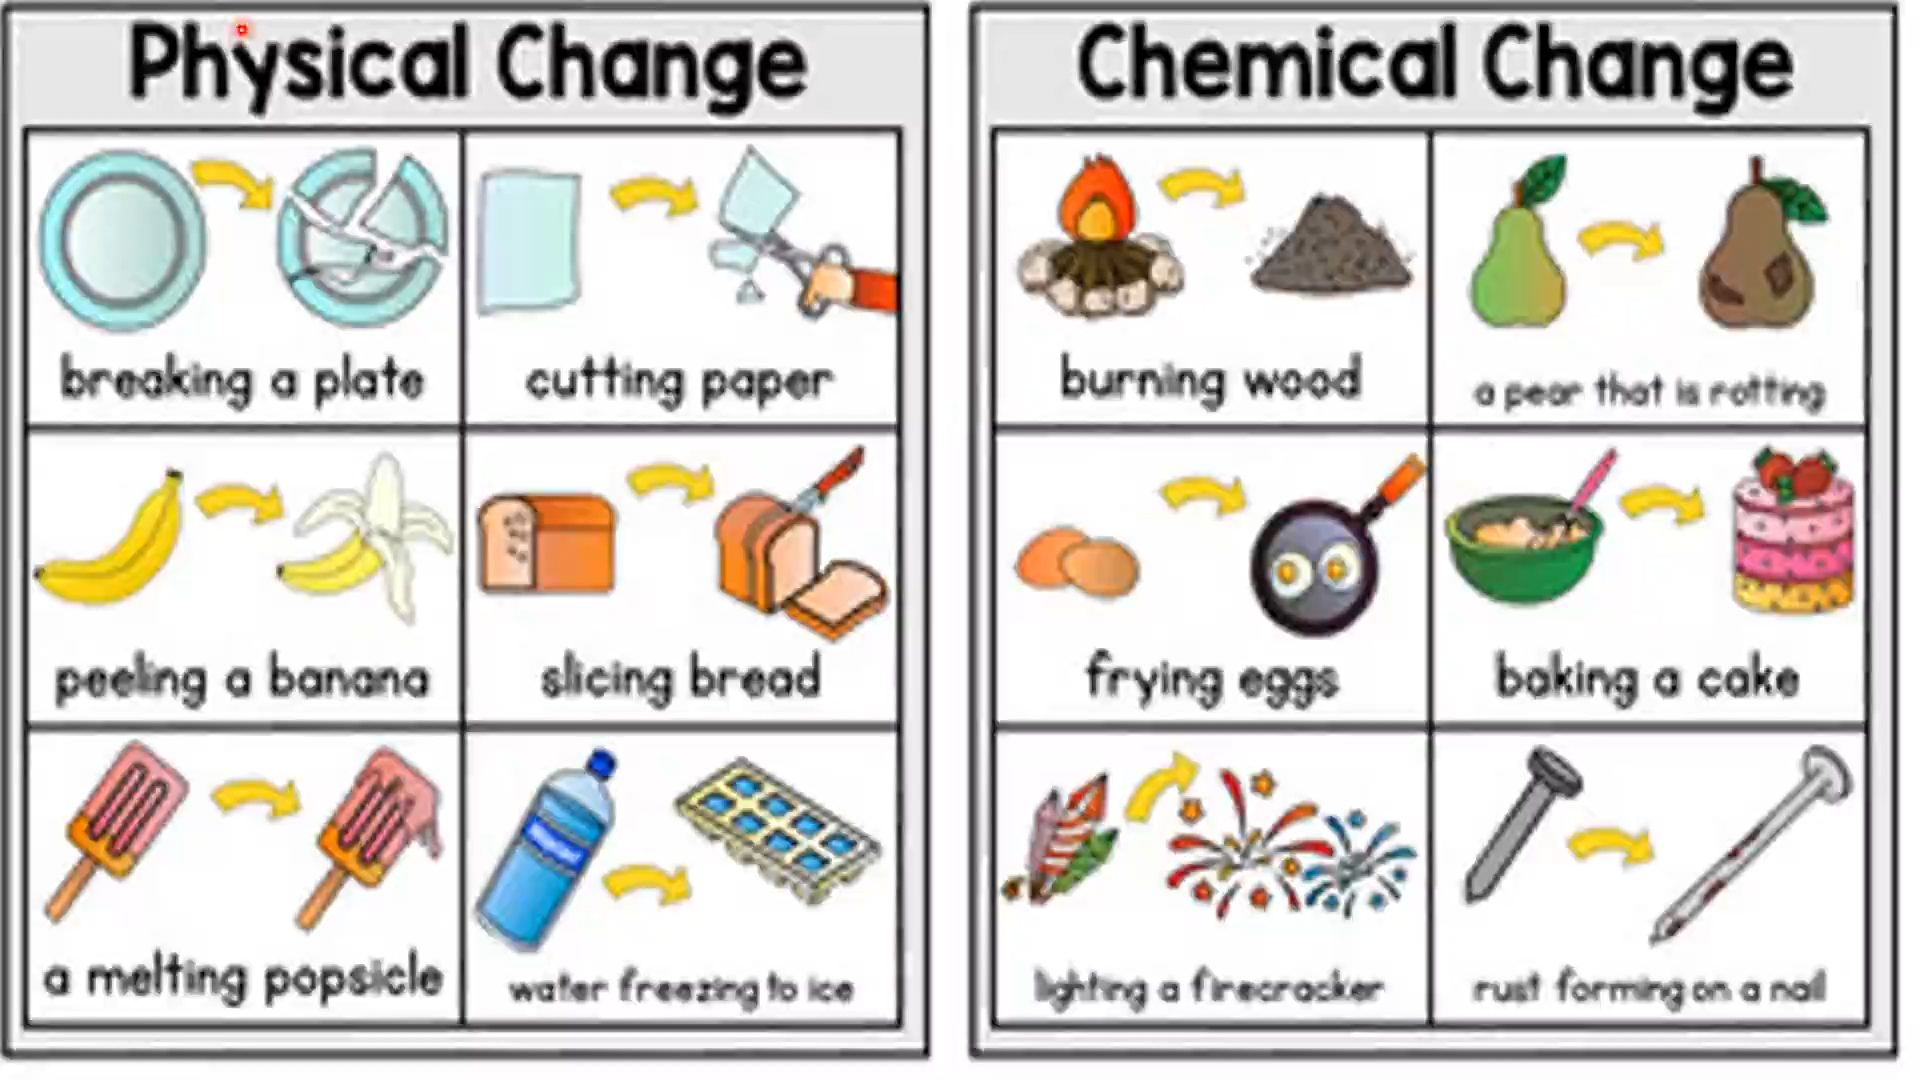 Physical Change
breaking a plate
cutting paper
peeling a banana
slicing bread
a melting popsicle
water freezing to ice
Chemical Change
burning wood
a pear that is rotting
frying eggs
baking a cake
lighting a firecracker
rust forming on a nail